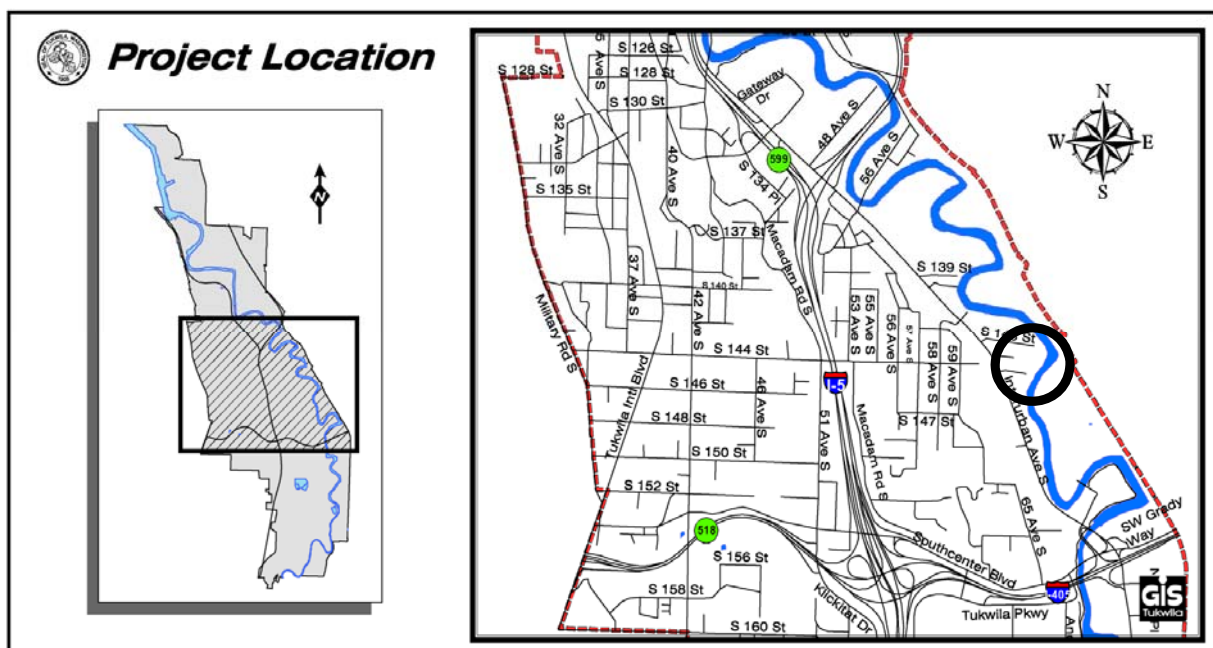 Project Location
N
S 126 St
S 128 St
S 128 St
S 130 St
Gateway
Dr
48 Ave S
56 Ave S
32 Ave S
40 Ave S
599
S 134 Pl
S 135 St
S 137 St
Macadam Rd S
N
W
E
S
S 139 St
37 Ave S
S 140 St
42 Ave S
Military Rd S
Tukwila Intl Blvd
53 Ave S
55 Ave S
56 Ave S
57 Ave S
58 Ave S
59 Ave S
S 144 St
I-5
S 146 St
46 Ave S
S 147 St
S 148 St
51 Ave S
Macadam Rd S
Interurban Ave S
S 150 St
S 152 St
65 Ave S
SW Grady
Way
518
S 156 St
Southcenter Blvd
S 158 St
Klickitat Dr
Tukwila Pkwy
S 160 St
GIS
Tukwila